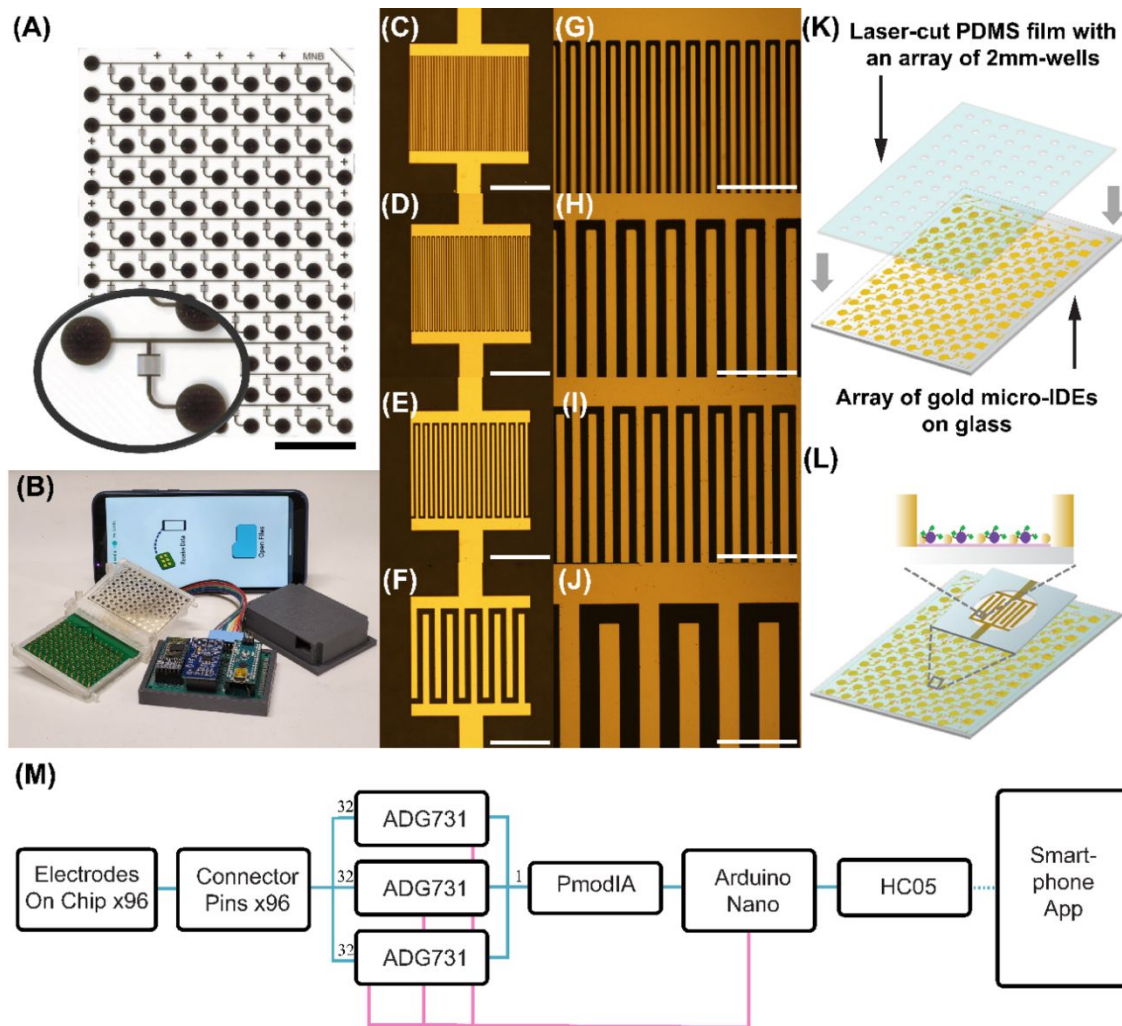 (A)
MNB
(B)
Receive Data
Open Files
(C)
(D)
(E)
(F)
(G)
(H)
(I)
(J)
(K)
Laser-cut PDMS film with
an array of 2mm-wells
Array of gold micro-IDEs
on glass
(L)
(M)
Electrodes
On Chip x96
Connector
Pins x96
32
ADG731
32
ADG731
32
ADG731
1
PmodIA
Arduino
Nano
HC05
Smart-
phone
App